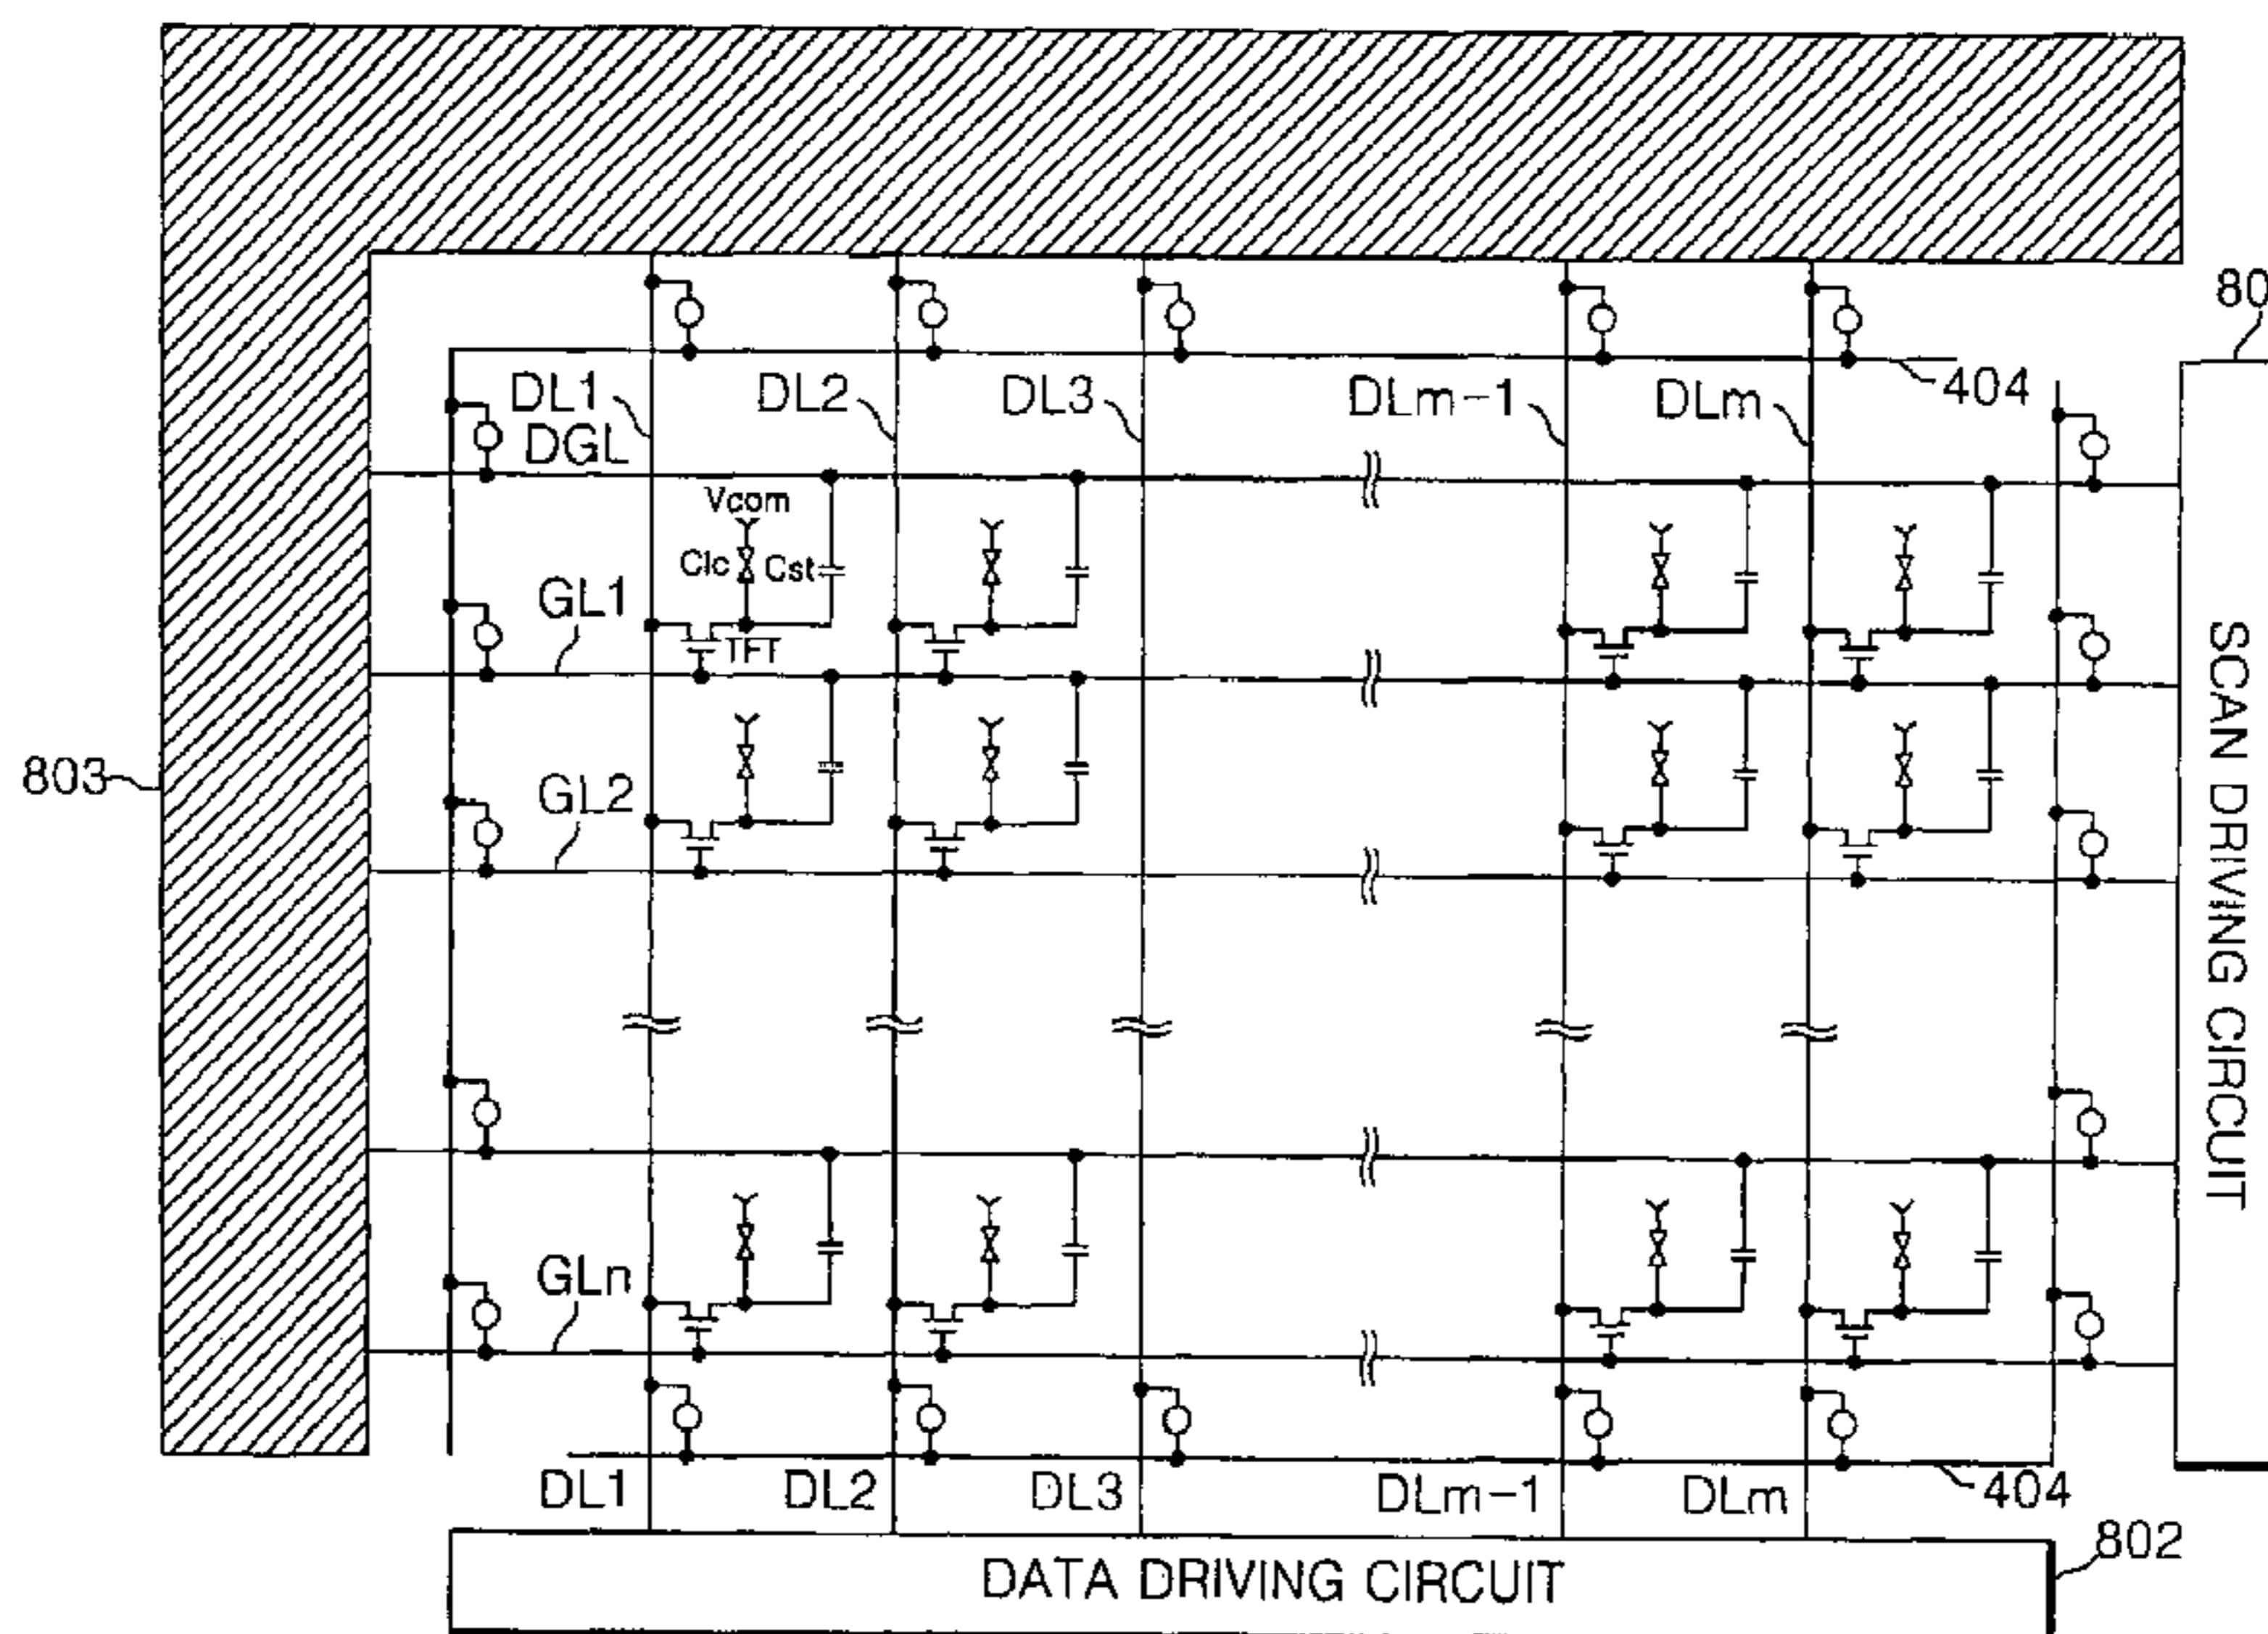 80
DL1
DL2
DL3
DLm-1
DLm
404
DGL
Vcom
Clc
Cst
GL1
TFT
803
GL2
SCAN DRIVING CIRCUIT
GLn
DL1
DL2
DL3
DLm-1
DLm
404
802
DATA DRIVING CIRCUIT